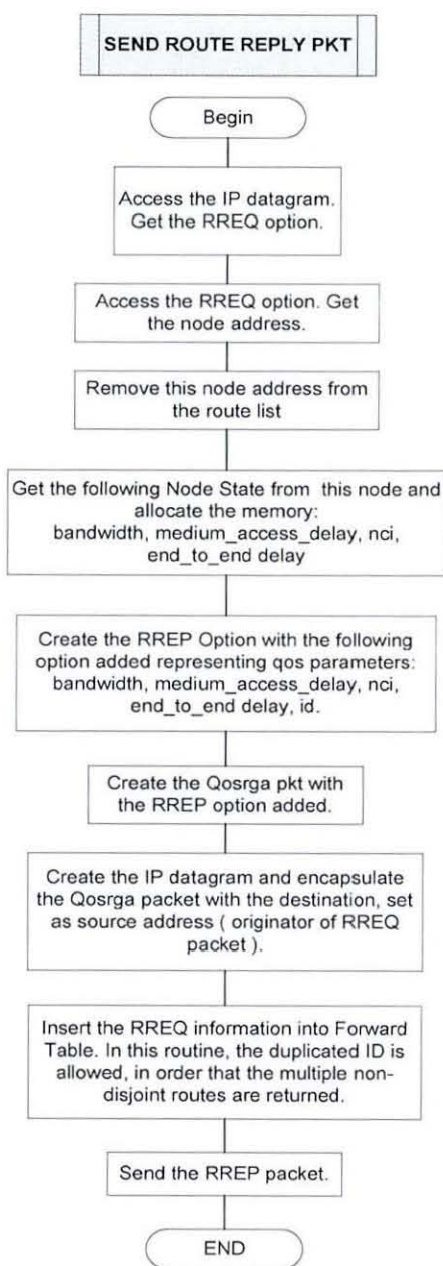 SEND ROUTE REPLY PKT
Begin
Access the IP datagram.
Get the RREQ option.
Access the RREQ option. Get
the node address.
Remove this node address from
the route list
Get the following Node State from this node and
allocate the memory:
bandwidth, medium_access_delay, nci,
end_to_end delay
Create the RREP Option with the following
option added representing qos parameters:
bandwidth, medium_access_delay, nci,
end_to_end delay, id.
Create the Qosrga pkt with
the RREP option added.
Create the IP datagram and encapsulate
the Qosrga packet with the destination, set
as source address ( originator of RREQ
packet ).
Insert the RREQ information into Forward
Table. In this routine, the duplicated ID is
allowed, in order that the multiple non-
disjoint routes are returned.
Send the RREP packet.
END